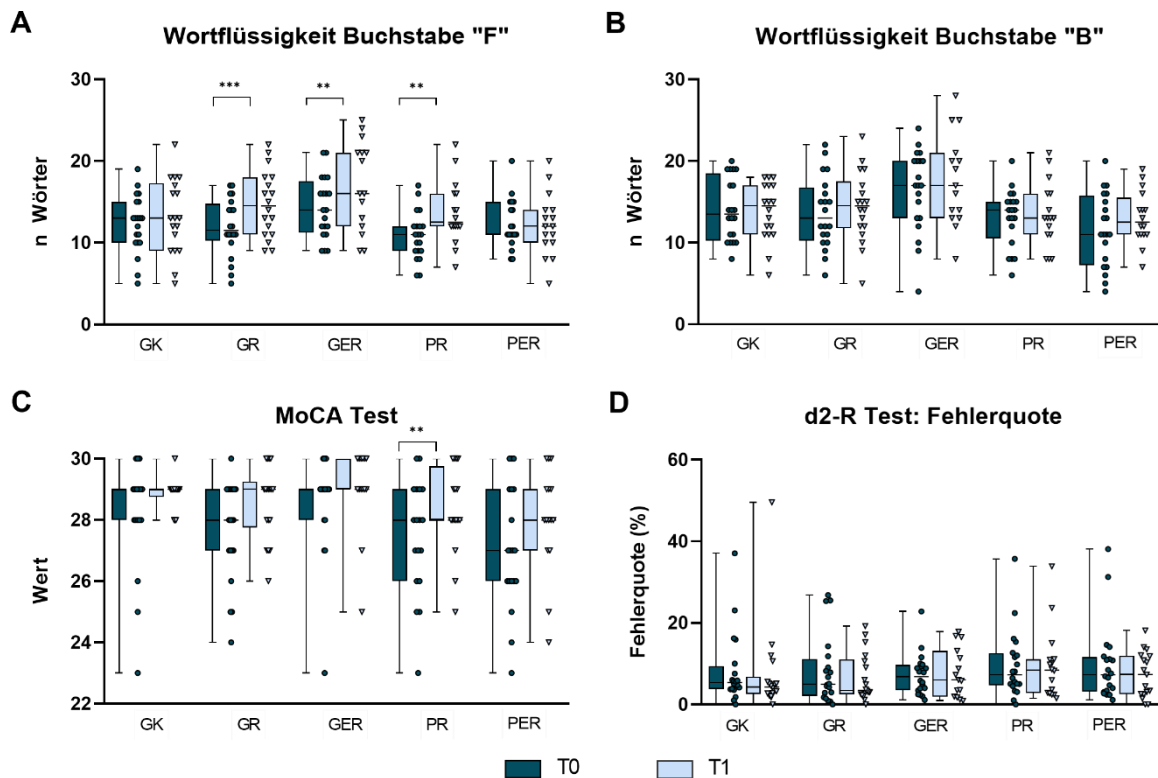 A
Wortflüssigkeit Buchstabe "F"
n Wörter
30
20
10
0
***
**
**
GK
GR
GER
PR
PER
B
Wortflüssigkeit Buchstabe "B"
n Wörter
30
20
10
0
GK
GR
GER
PR
PER
C
MoCA Test
Wert
30
28
26
24
22
**
GK
GR
GER
PR
PER
D
d2-R Test: Fehlerquote
Fehlerquote (%)
60
40
20
0
GK
GR
GER
PR
PER
T0
T1